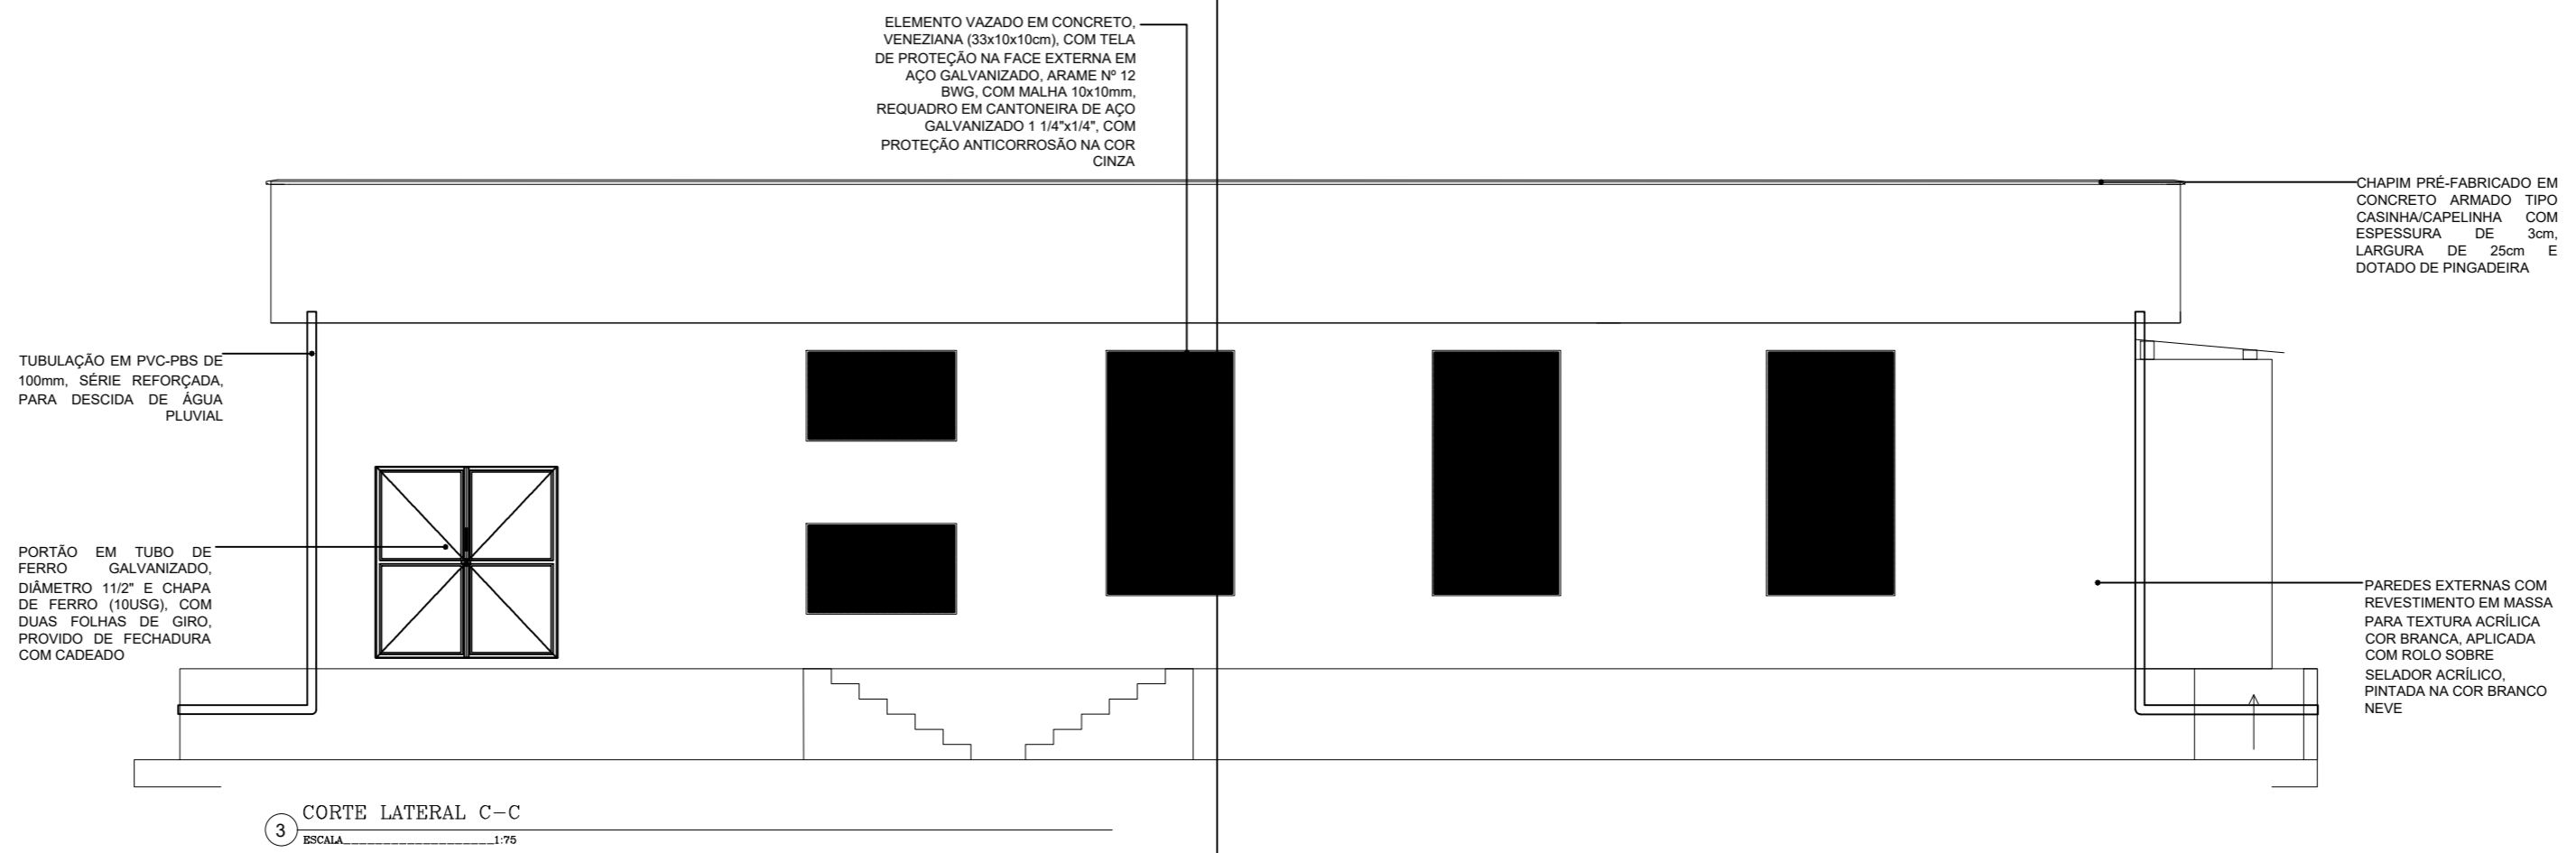 ELEMENTO VAZADO EM CONCRETO,
VENEZIANA (33x10x10cm), COM TELA
DE PROTEÇÃO NA FACE EXTERNA EM
AÇO GALVANIZADO, ARAME Nº 12
BWG, COM MALHA 10x10mm,
REQUADRO EM CANTONEIRA DE AÇO
GALVANIZADO 1 1/4"x1/4", COM
PROTEÇÃO ANTICORROSÃO NA COR
CINZA
CHAPIM PRÉ-FABRICADO EM
CONCRETO ARMADO TIPO
CASINHA/CAPELINHA COM
ESPESSURA DE 3cm,
LARGURA DE 25cm E
DOTADO DE PINGADEIRA
TUBULAÇÃO EM PVC-PBS DE
100mm, SÉRIE REFORÇADA,
PARA DESCIDA DE ÁGUA
PLUVIAL
PORTÃO EM TUBO DE
FERRO GALVANIZADO,
DIÂMETRO 11/2" E CHAPA
DE FERRO (10USG), COM
DUAS FOLHAS DE GIRO,
PROVIDO DE FECHADURA
COM CADEADO
PAREDES EXTERNAS COM
REVESTIMENTO EM MASSA
PARA TEXTURA ACRÍLICA
COR BRANCA, APLICADA
COM ROLO SOBRE
SELADOR ACRÍLICO,
PINTADA NA COR BRANCO
NEVE
3 CORTE LATERAL C-C
ESCALA___________________1:75